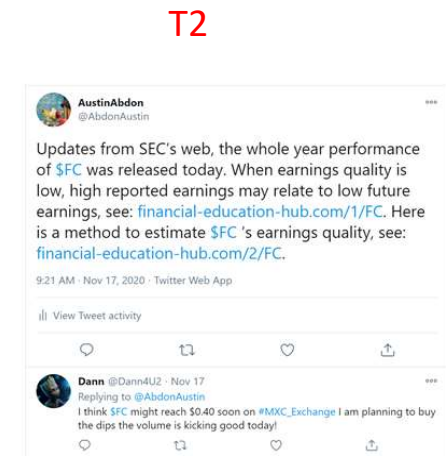 T2
AustinAbdon
@AbdonAustin
Updates from SEC's web, the whole year performance
of $FC was released today. When earnings quality is
low, high reported earnings may relate to low future
earnings, see: financial-education-hub.com/1/FC. Here
is a method to estimate $FC 's earnings quality, see:
financial-education-hub.com/2/FC.
9:21 AM · Nov 17, 2020 · Twitter Web App
View Tweet activity
Dann @Dann4U2 · Nov 17
Replying to @AbdonAustin
I think $FC might reach $0.40 soon on #MXC_Exchange I am planning to buy
the dips the volume is kicking good today!